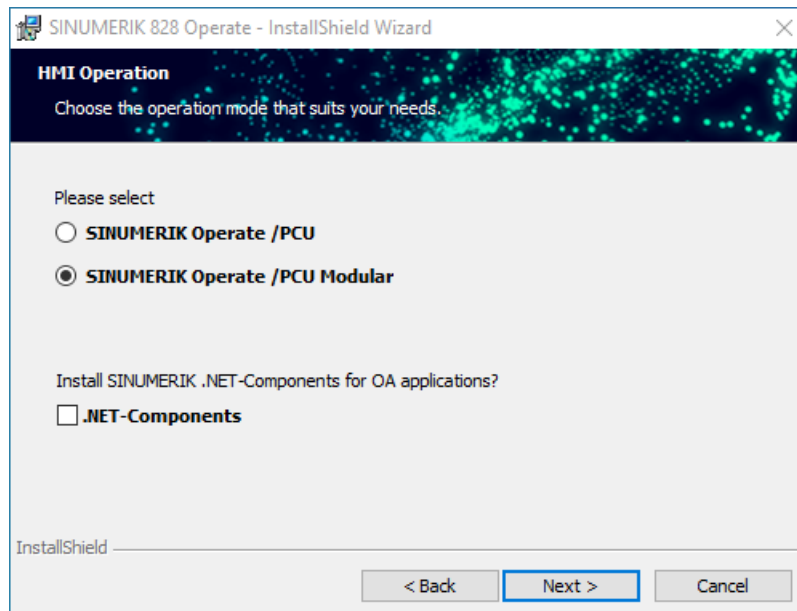 SINUMERIK 828 Operate - InstallShield Wizard
HMI Operation
Choose the operation mode that suits your needs.
Please select
SINUMERIK Operate /PCU
SINUMERIK Operate /PCU Modular
Install SINUMERIK .NET-Components for OA applications?
.NET-Components
InstallShield
< Back Next > Cancel